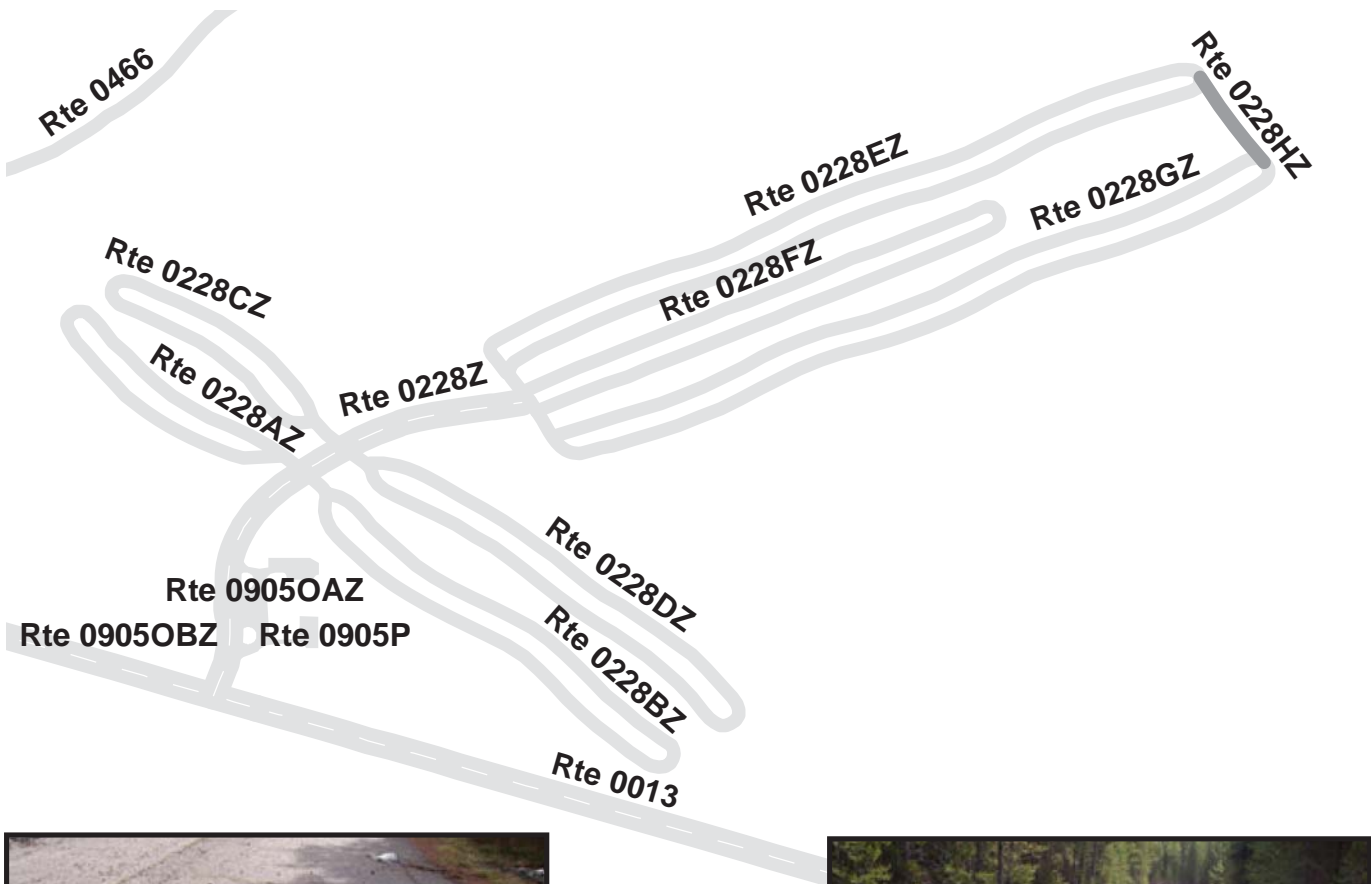 Rte 0466
Rte 0228HZ
Rte 0228EZ
Rte 0228GZ
Rte 0228CZ
Rte 0228FZ
Rte 0228AZ
Rte 0228Z
Rte 0228DZ
Rte 0905OAZ
Rte 0905OBZ
Rte 0905P
Rte 0228BZ
Rte 0013